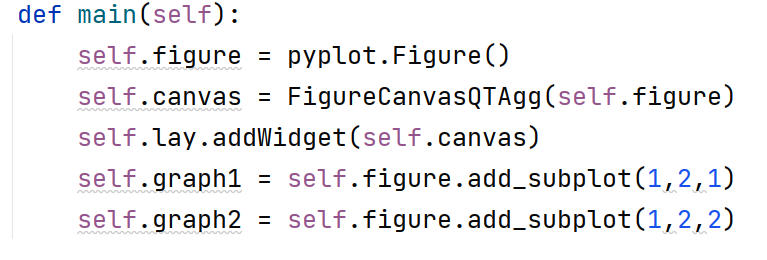 def main(self):
    self.figure = pyplot.Figure()
    self.canvas = FigureCanvasQTAgg(self.figure)
    self.lay.addWidget(self.canvas)
    self.graph1 = self.figure.add_subplot(1,2,1)
    self.graph2 = self.figure.add_subplot(1,2,2)